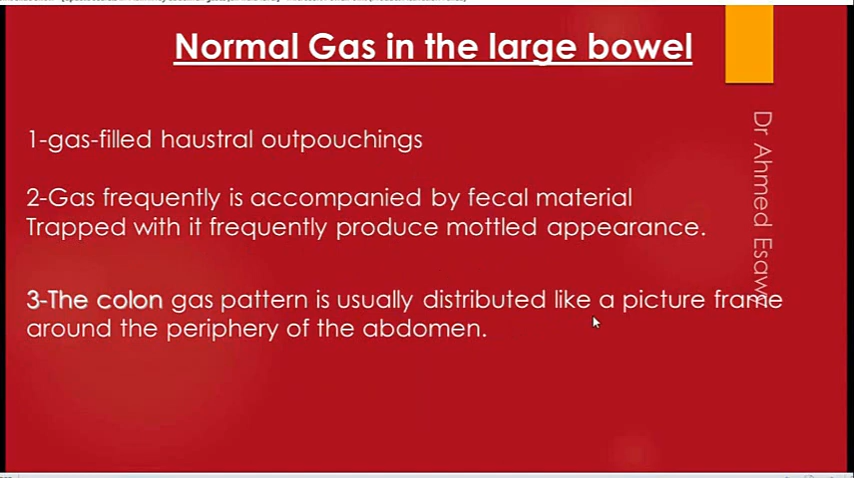 Normal Gas in the large bowel
1-gas-filled haustral outpouchings
2-Gas frequently is accompanied by fecal material
Trapped with it frequently produce mottled appearance.
3-The colon gas pattern is usually distributed like a picture frame
around the periphery of the abdomen.
Dr Ahmed Esawy